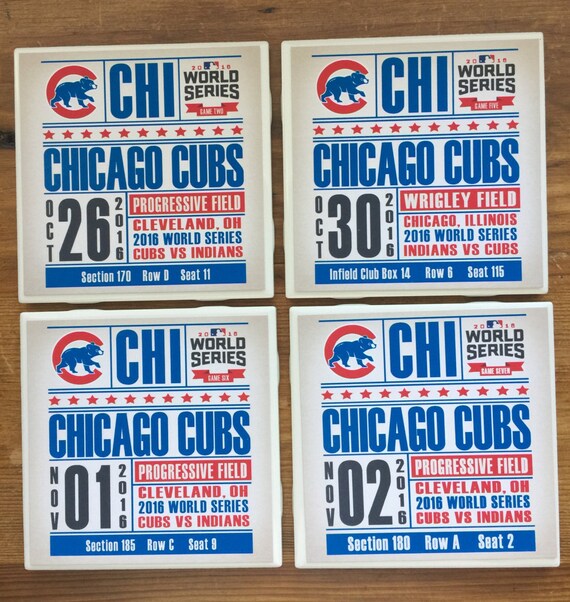 CHI
2016
WORLD
SERIES
GAME TWO
CHICAGO CUBS
OCT
26
2016
PROGRESSIVE FIELD
CLEVELAND, OH
2016 WORLD SERIES
CUBS VS INDIANS
Section 170 Row D Seat 11
CHI
2016
WORLD
SERIES
GAME FIVE
CHICAGO CUBS
OCT
30
2016
WRIGLEY FIELD
CHICAGO, ILLINOIS
2016 WORLD SERIES
INDIANS VS CUBS
Infield Club Box 14 Row 6 Seat 115
CHI
2016
WORLD
SERIES
GAME SIX
CHICAGO CUBS
NOV
01
2016
PROGRESSIVE FIELD
CLEVELAND, OH
2016 WORLD SERIES
CUBS VS INDIANS
Section 185 Row C Seat 9
CHI
2016
WORLD
SERIES
GAME SEVEN
CHICAGO CUBS
NOV
02
2016
PROGRESSIVE FIELD
CLEVELAND, OH
2016 WORLD SERIES
CUBS VS INDIANS
Section 180 Row A Seat 2